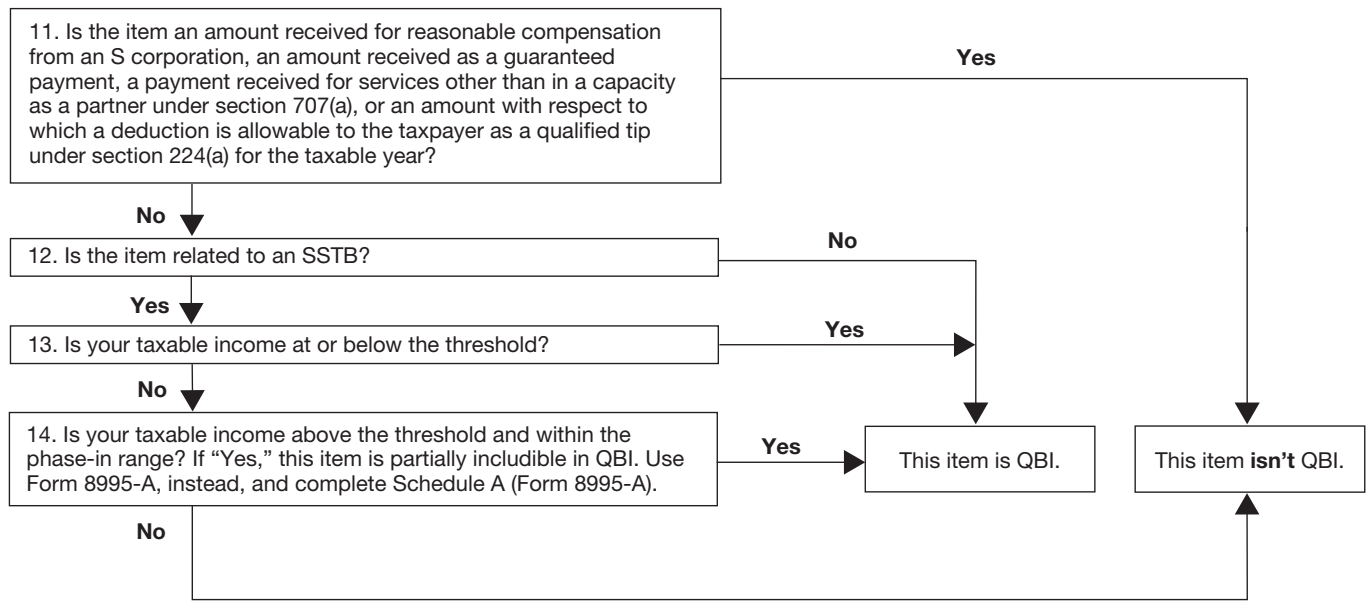 11. Is the item an amount received for reasonable compensation
from an S corporation, an amount received as a guaranteed
payment, a payment received for services other than in a capacity
as a partner under section 707(a), or an amount with respect to
which a deduction is allowable to the taxpayer as a qualified tip
under section 224(a) for the taxable year?
Yes
No
12. Is the item related to an SSTB?
No
Yes
13. Is your taxable income at or below the threshold?
Yes
No
14. Is your taxable income above the threshold and within the
phase-in range? If “Yes,” this item is partially includible in QBI. Use
Form 8995-A, instead, and complete Schedule A (Form 8995-A).
Yes
This item is QBI.
This item isn’t QBI.
No